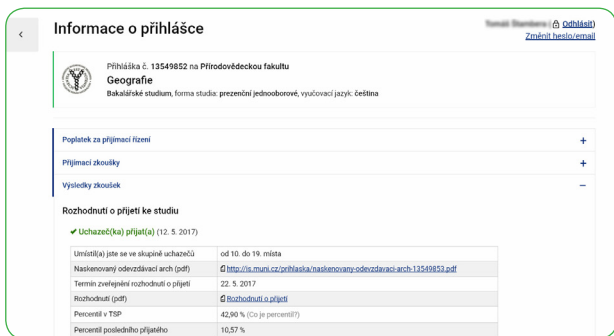 Informace o přihlášce
Odhlásit)
Změnit heslo/email
Přihláška č. 13549852 na Přírodovědeckou fakultu
Geografie
Bakalářské studium, forma studia: prezenční jednooborové, vyučovací jazyk: čeština
Poplatek za přijímací řízení
Přijímací zkoušky
Výsledky zkoušek
Rozhodnutí o přijetí ke studiu
✔ Uchazeč(ka) přijat(a) (12. 5. 2017)
Umístil(a) jste se ve skupině uchazečů od 10. do 19. místa
Naskenovaný odevzdávací arch (pdf) http://is.muni.cz/prihlaska/naskenovany-odevzdavaci-arch-13549853.pdf
Termín zveřejnění rozhodnutí o přijetí 22. 5. 2017
Rozhodnutí (pdf) Rozhodnutí o přijetí
Percentil v TSP 42,90 % (Co je percentil?)
Percentil posledního přijatého 10,57 %